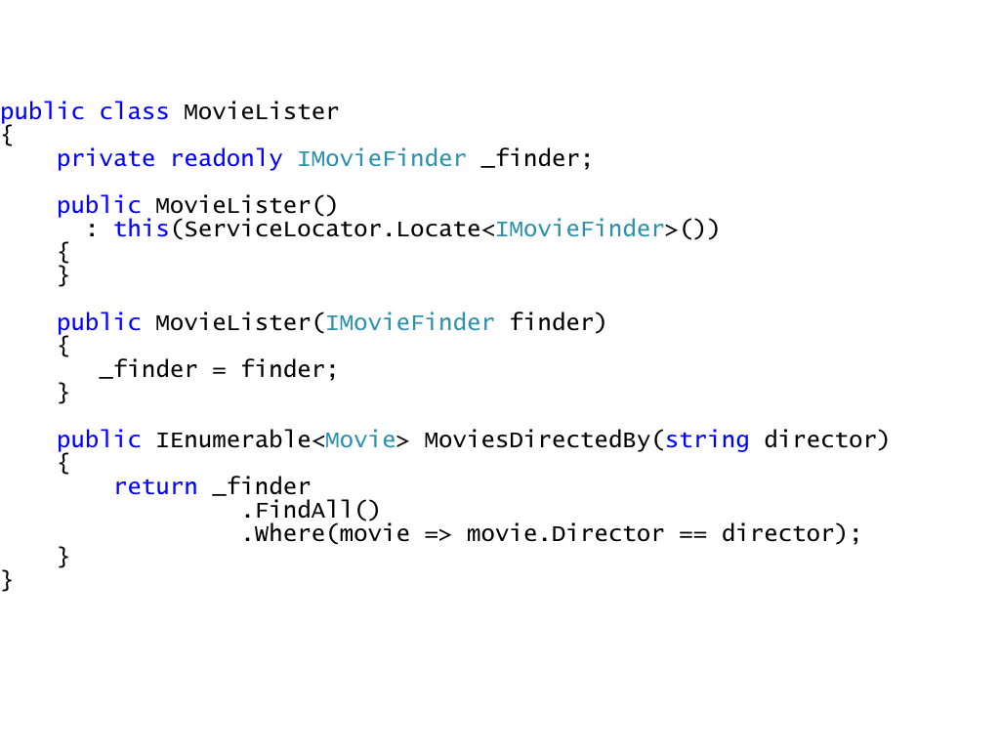 public class MovieLister
{
    private readonly IMovieFinder _finder;

    public MovieLister()
      : this(ServiceLocator.Locate<IMovieFinder>())
    {
    }

    public MovieLister(IMovieFinder finder)
    {
       _finder = finder;
    }

    public IEnumerable<Movie> MoviesDirectedBy(string director)
    {
        return _finder
                 .FindAll()
                 .Where(movie => movie.Director == director);
    }
}